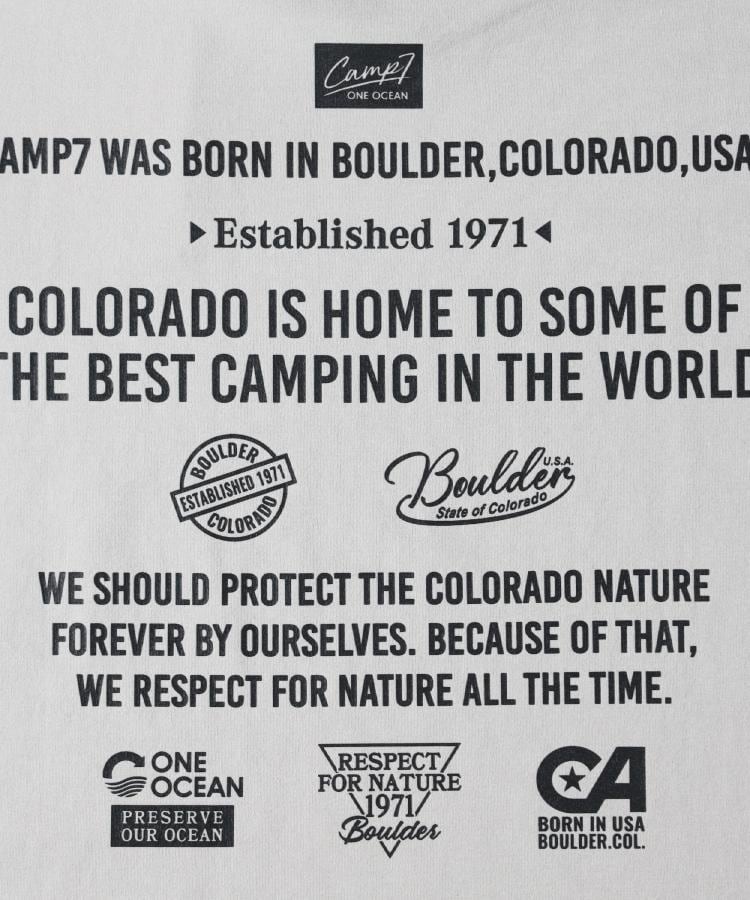 Camp7
ONE OCEAN
AMP7 WAS BORN IN BOULDER,COLORADO,USA
Established 1971
COLORADO IS HOME TO SOME OF
THE BEST CAMPING IN THE WORLD
BOULDER
ESTABLISHED 1971
COLORADO
U.S.A.
Boulder
State of Colorado
WE SHOULD PROTECT THE COLORADO NATURE
FOREVER BY OURSELVES. BECAUSE OF THAT,
WE RESPECT FOR NATURE ALL THE TIME.
ONE
OCEAN
PRESERVE
OUR OCEAN
RESPECT
FOR NATURE
1971
Boulder
CA
BORN IN USA
BOULDER.COL.